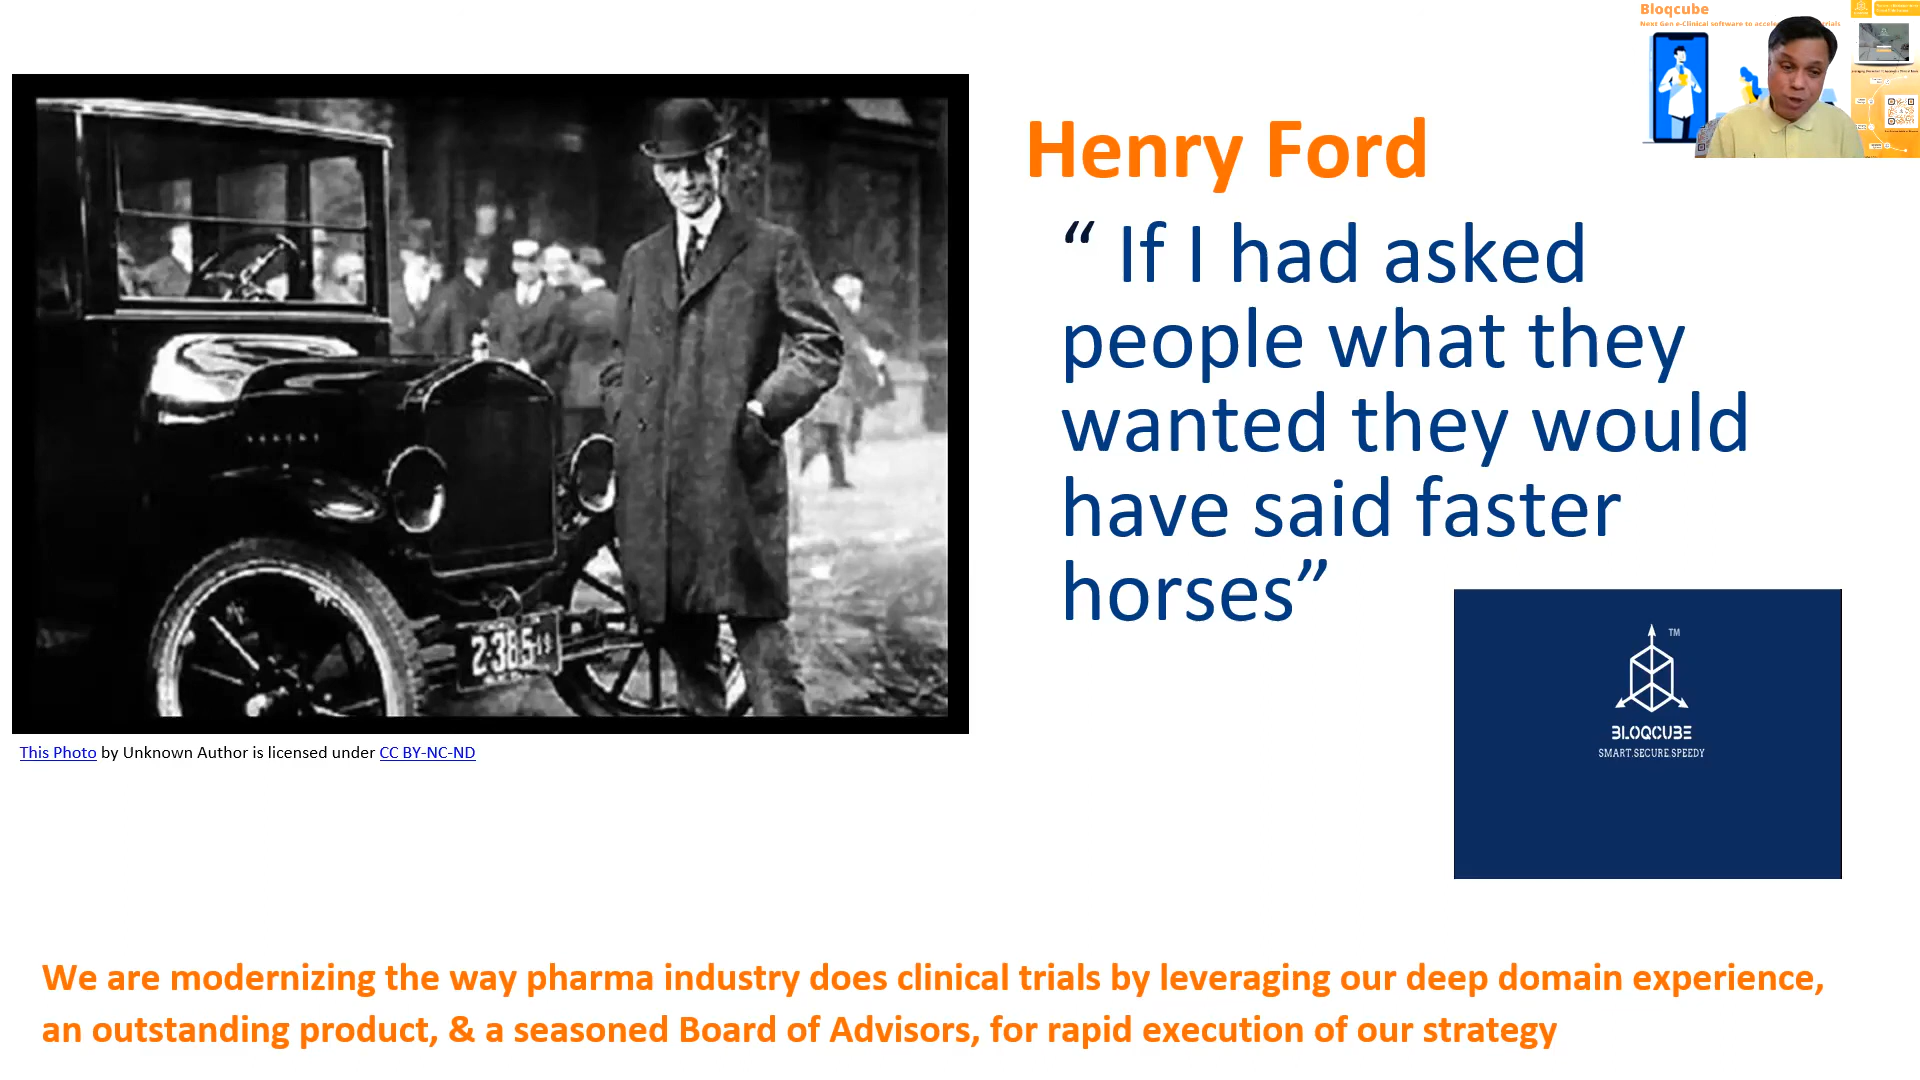 Bloqcube
Henry Ford
“ If I had asked
people what they
wanted they would
have said faster
horses”
2·385
This Photo by Unknown Author is licensed under CC BY-NC-ND
TM
BLOQCUBE
SMART.SECURE.SPEEDY
We are modernizing the way pharma industry does clinical trials by leveraging our deep domain experience,
an outstanding product, & a seasoned Board of Advisors, for rapid execution of our strategy